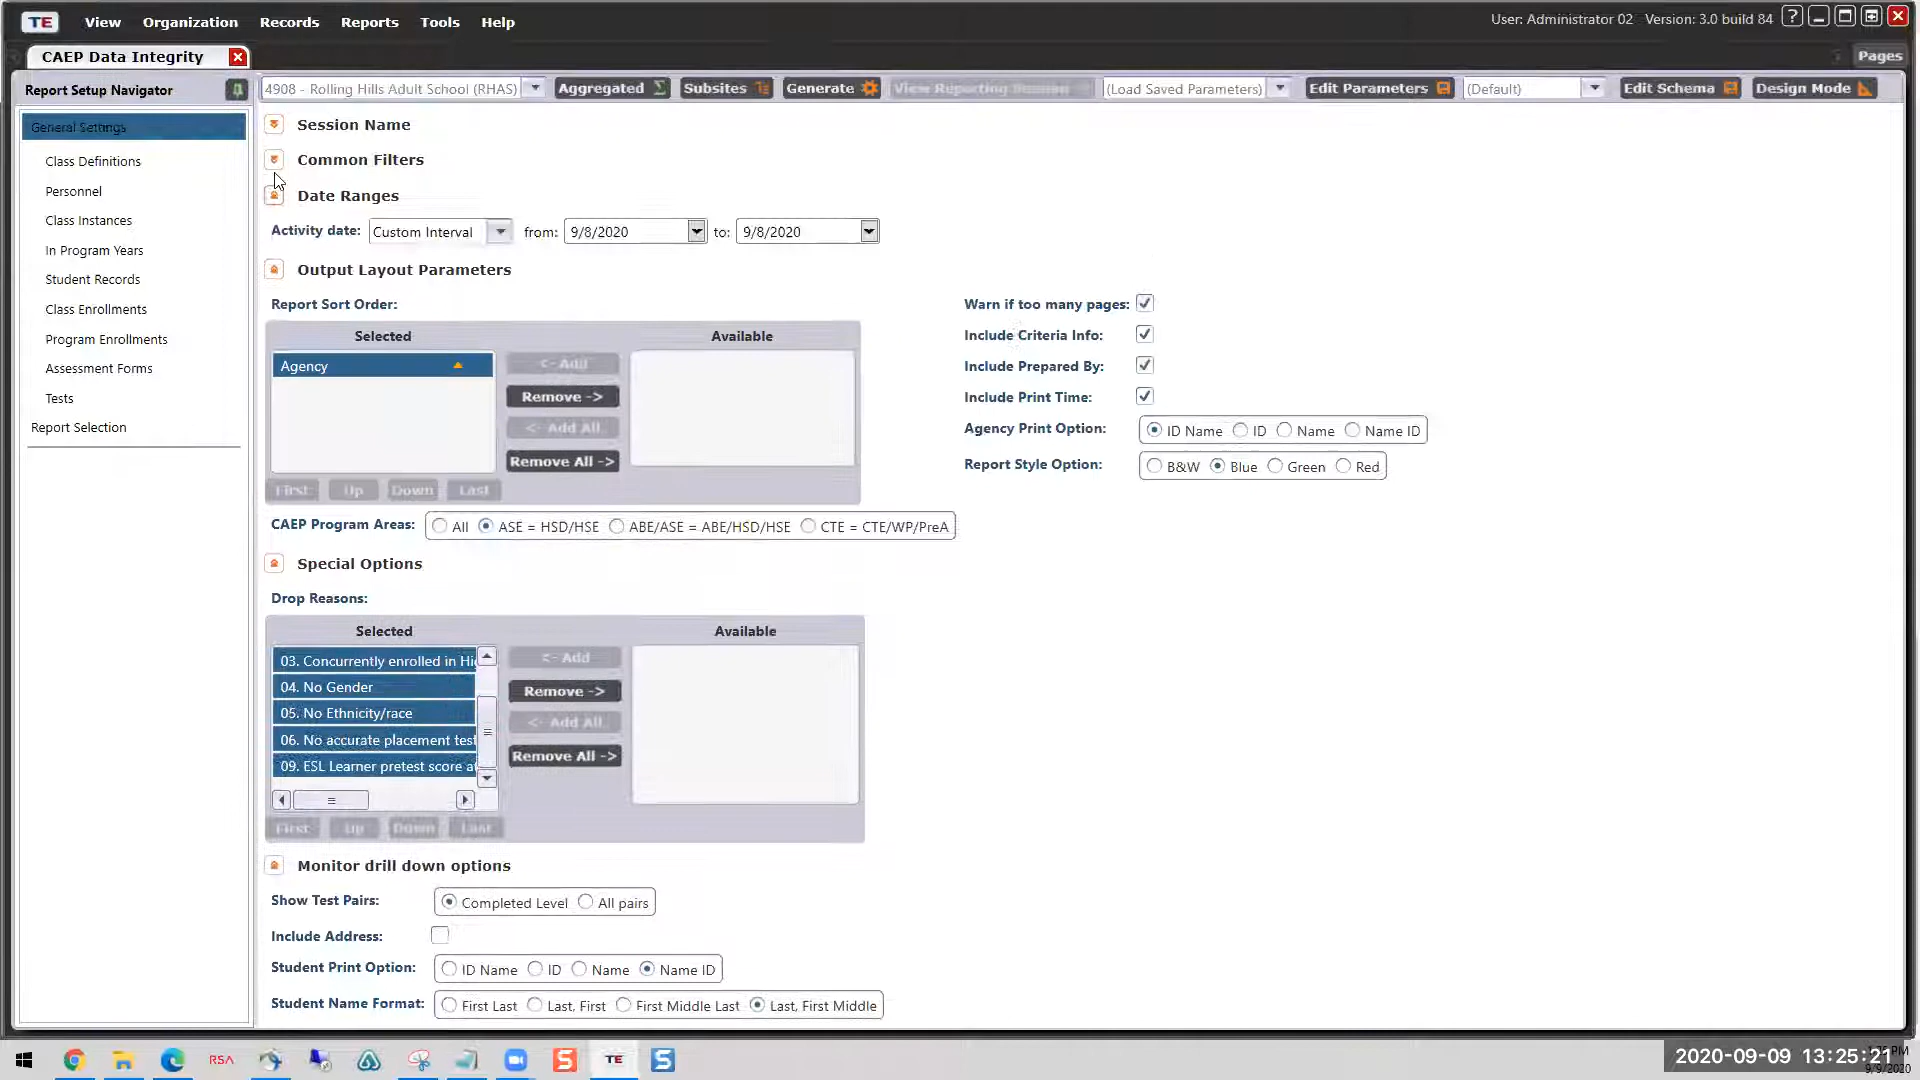 TE View Organization Records Reports Tools Help User: Administrator 02 Version: 3.0 build 84 ?
CAEP Data Integrity Pages
Report Setup Navigator
4908 - Rolling Hills Adult School (RHAS) Aggregated Subsites Generate View Reporting Session (Load Saved Parameters) Edit Parameters (Default) Edit Schema Design Mode
General Settings
Class Definitions
Personnel
Class Instances
In Program Years
Student Records
Class Enrollments
Program Enrollments
Assessment Forms
Tests
Report Selection
Session Name
Common Filters
Date Ranges
Activity date: Custom Interval from: 9/8/2020 to: 9/8/2020
Output Layout Parameters
Report Sort Order:
Selected Available
Agency
<- Add
Remove ->
<- Add All
Remove All ->
First Up Down Last
Warn if too many pages:
Include Criteria Info:
Include Prepared By:
Include Print Time:
Agency Print Option: ID Name ID Name Name ID
Report Style Option: B&W Blue Green Red
CAEP Program Areas: All ASE = HSD/HSE ABE/ASE = ABE/HSD/HSE CTE = CTE/WP/PreA
Special Options
Drop Reasons:
Selected Available
03. Concurrently enrolled in Hi
04. No Gender
05. No Ethnicity/race
06. No accurate placement test
09. ESL Learner pretest score a
<- Add
Remove ->
<- Add All
Remove All ->
First Up Down Last
Monitor drill down options
Show Test Pairs: Completed Level All pairs
Include Address:
Student Print Option: ID Name ID Name Name ID
Student Name Format: First Last Last, First First Middle Last Last, First Middle
RSA S TE S
2020-09-09 13:25:21
PM
9/9/2020